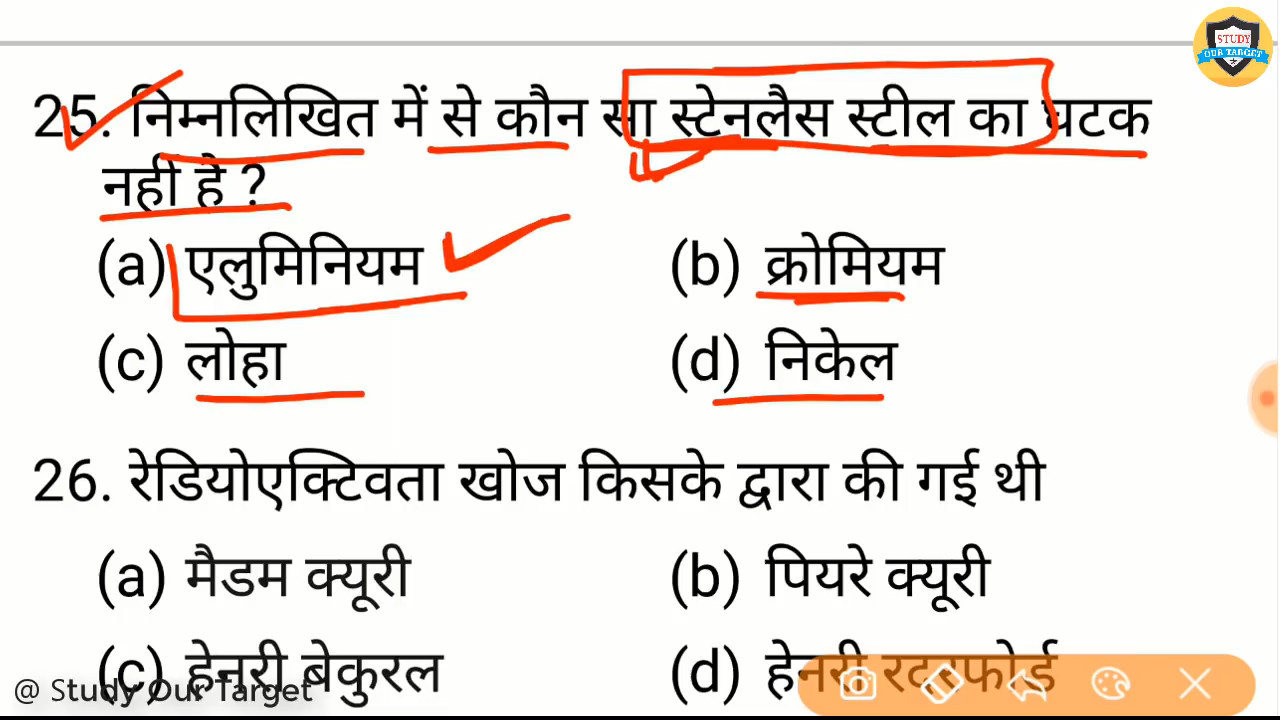 STUDY
OUR TARGET
25. निम्नलिखित में से कौन सा स्टेनलैस स्टील का घटक
नहीं है ?
(a) एलुमिनियम (b) क्रोमियम
(c) लोहा (d) निकेल
26. रेडियोएक्टिवता खोज किसके द्वारा की गई थी
(a) मैडम क्यूरी (b) पियरे क्यूरी
(c) हेनरी बेकुरल (d) हेनरी रदरफोर्ड
@ Study Our Target